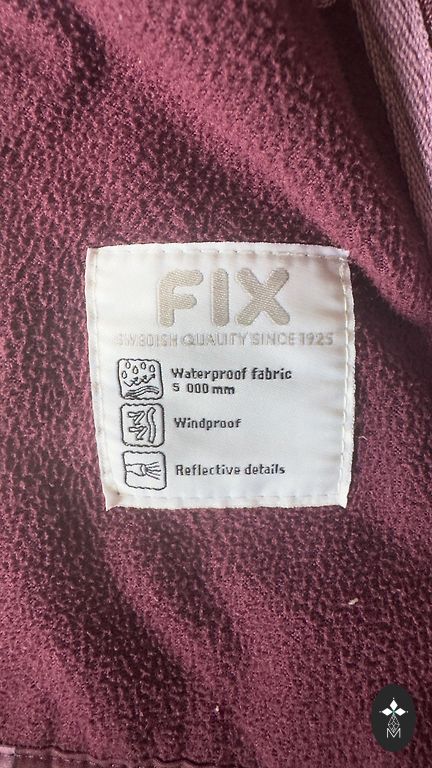 FIX
SWEDISH QUALITY SINCE 1925
Waterproof fabric
5 000 mm
Windproof
Reflective details
M